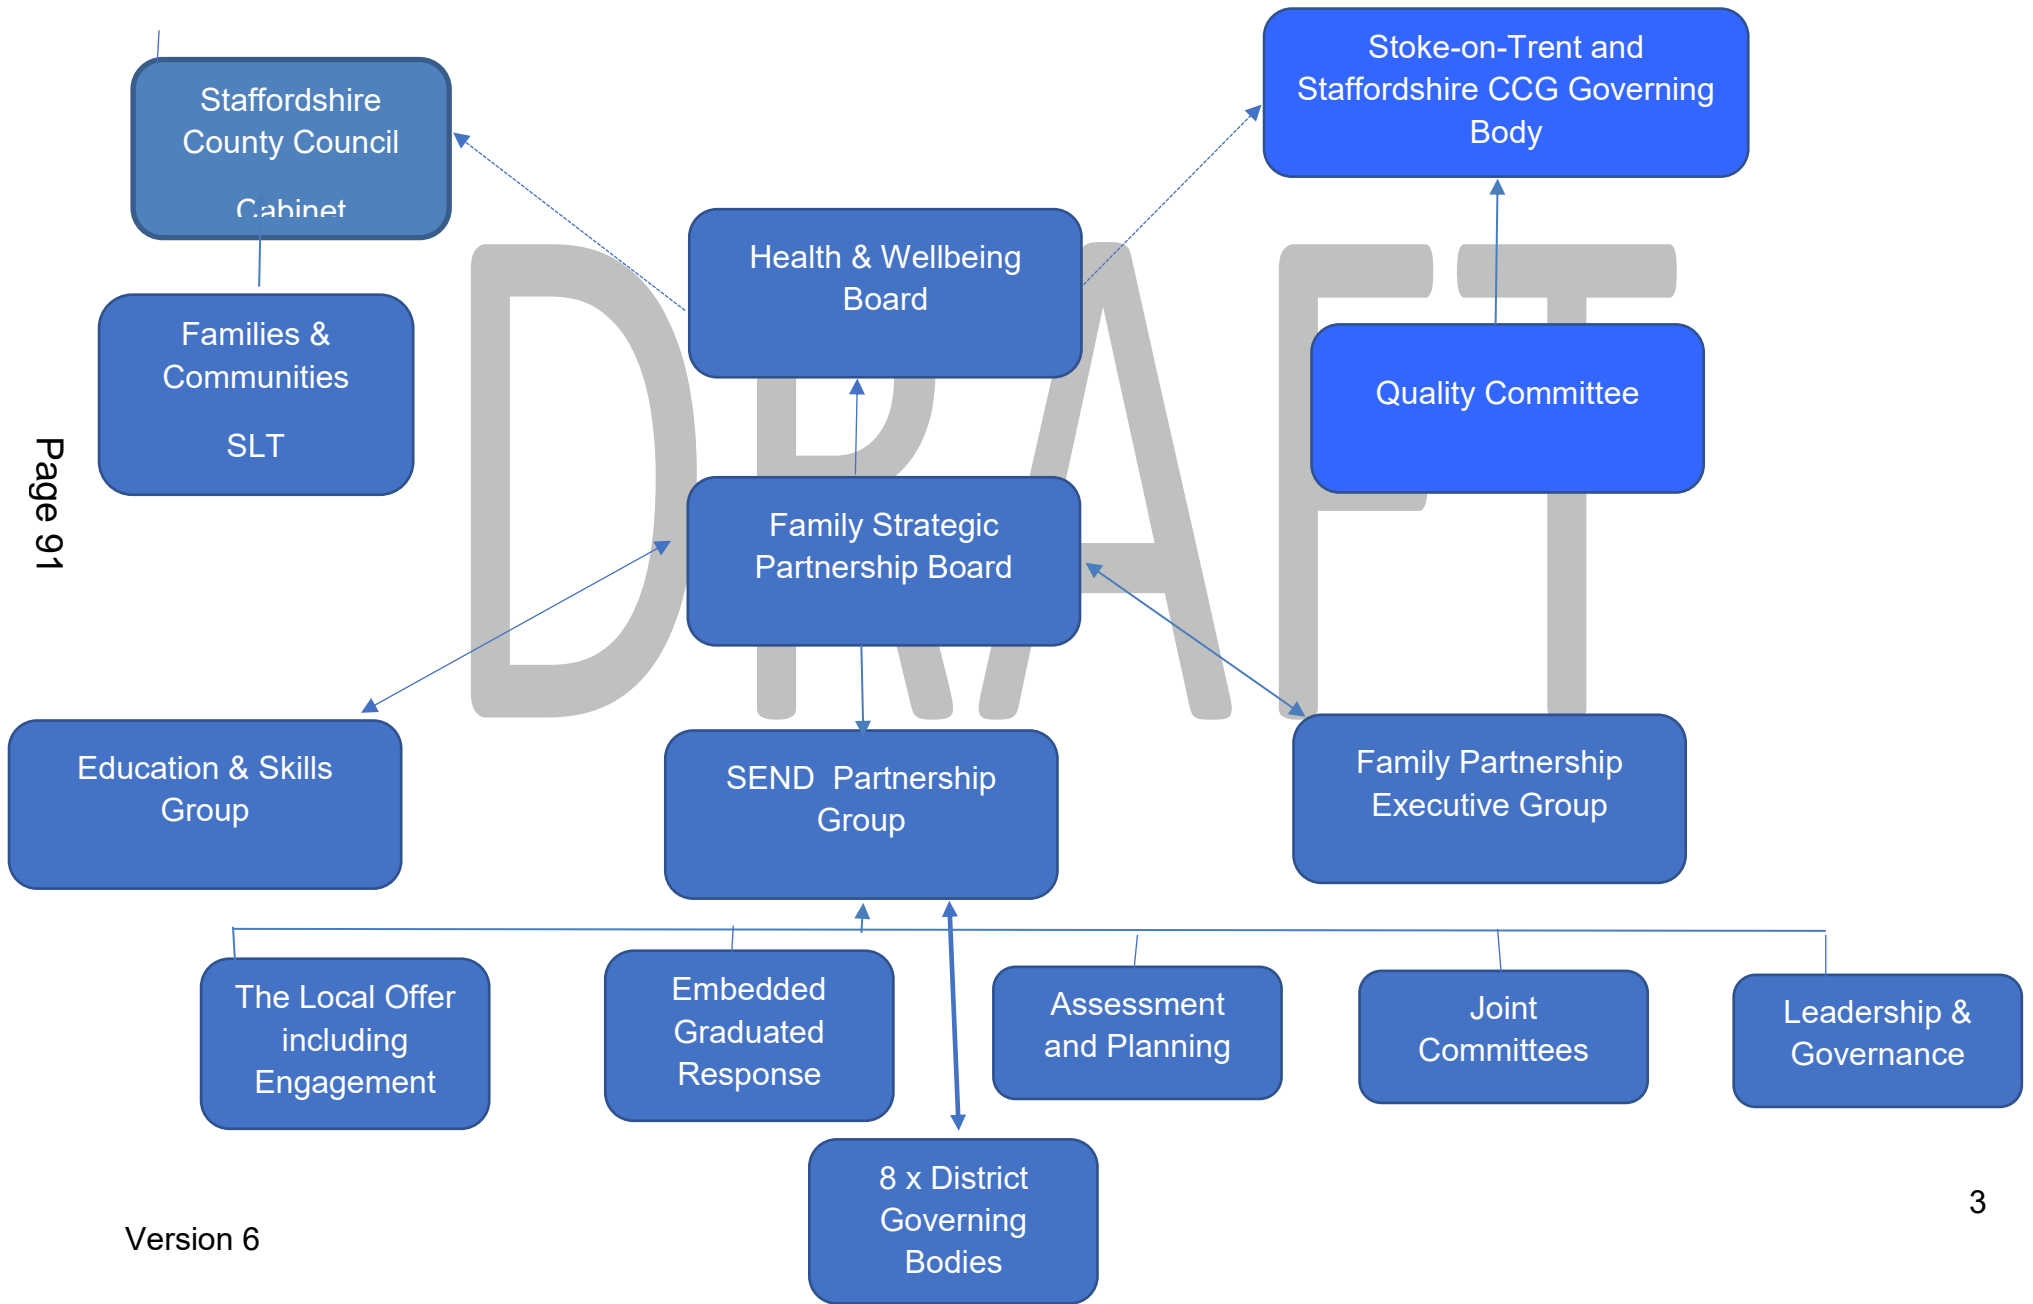 Stoke-on-Trent and
Staffordshire CCG Governing
Body
Staffordshire
County Council
Cabinet
Health & Wellbeing
Board
Families &
Communities
SLT
Quality Committee
DRAFT
Page 91
Family Strategic
Partnership Board
Education & Skills
Group
SEND  Partnership
Group
Family Partnership
Executive Group
The Local Offer
including
Engagement
Embedded
Graduated
Response
Assessment
and Planning
Joint
Committees
Leadership &
Governance
8 x District
Governing
Bodies
3
Version 6